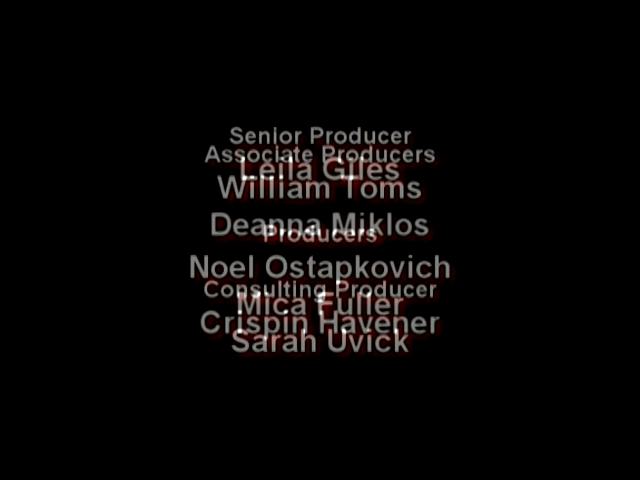 Senior Producer
Associate Producers
Leila Giles
William Toms
Deanna Miklos
Producers
Noel Ostapkovich
Consulting Producer
Mica Fuller
Crispin Havener
Sarah Uvick